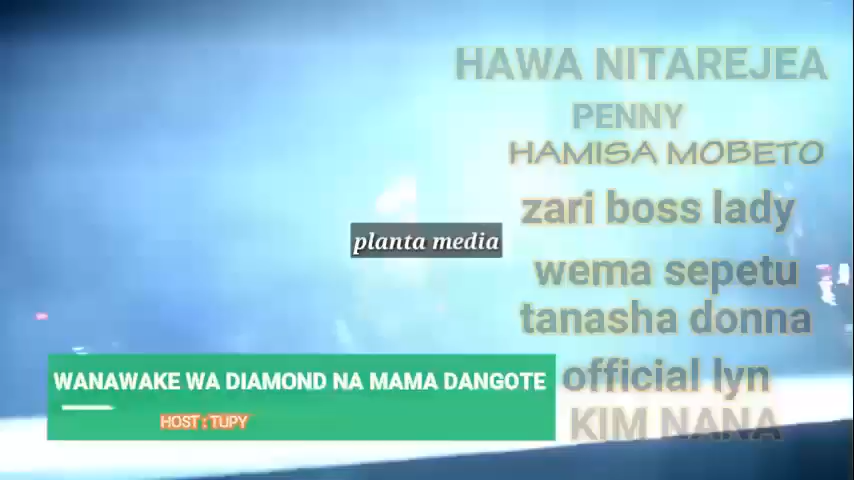 HAWA NITAREJEA
PENNY
HAMISA MOBETO
zari boss lady
planta media
wema sepetu
tanasha donna
official lyn
KIM NANA
WANAWAKE WA DIAMOND NA MAMA DANGOTE
HOST : TUPY